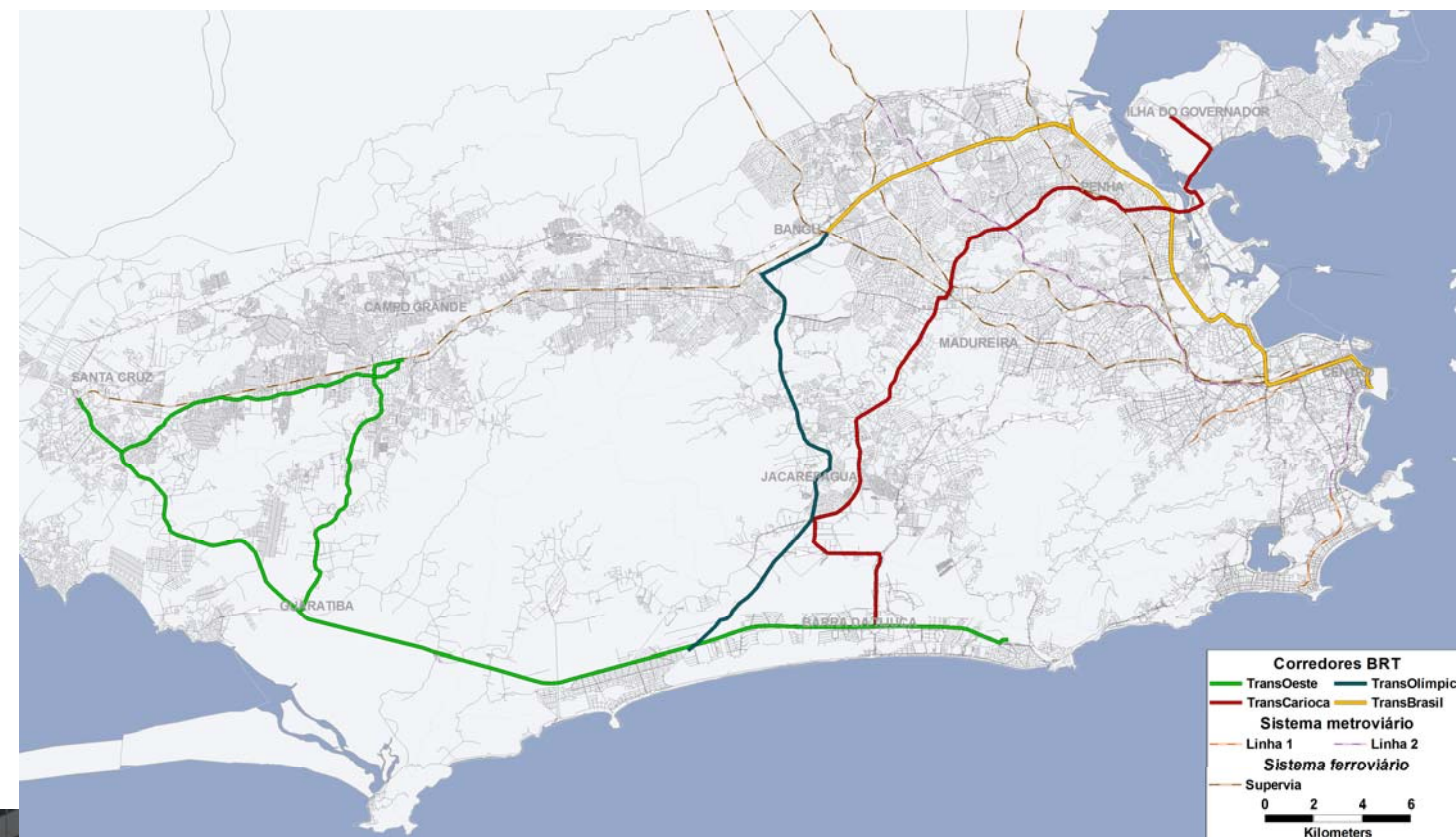 ILHA DO GOVERNADOR
PENHA
BANGU
CAMPO GRANDE
MADUREIRA
SANTA CRUZ
CENTRO
JACAREPAGUA
GUARATIBA
BARRA DA TIJUCA
Corredores BRT
TransOeste TransOlimpic
TransCarioca TransBrasil
Sistema metroviário
Linha 1 Linha 2
Sistema ferroviário
Supervia
0 2 4 6
Kilometers